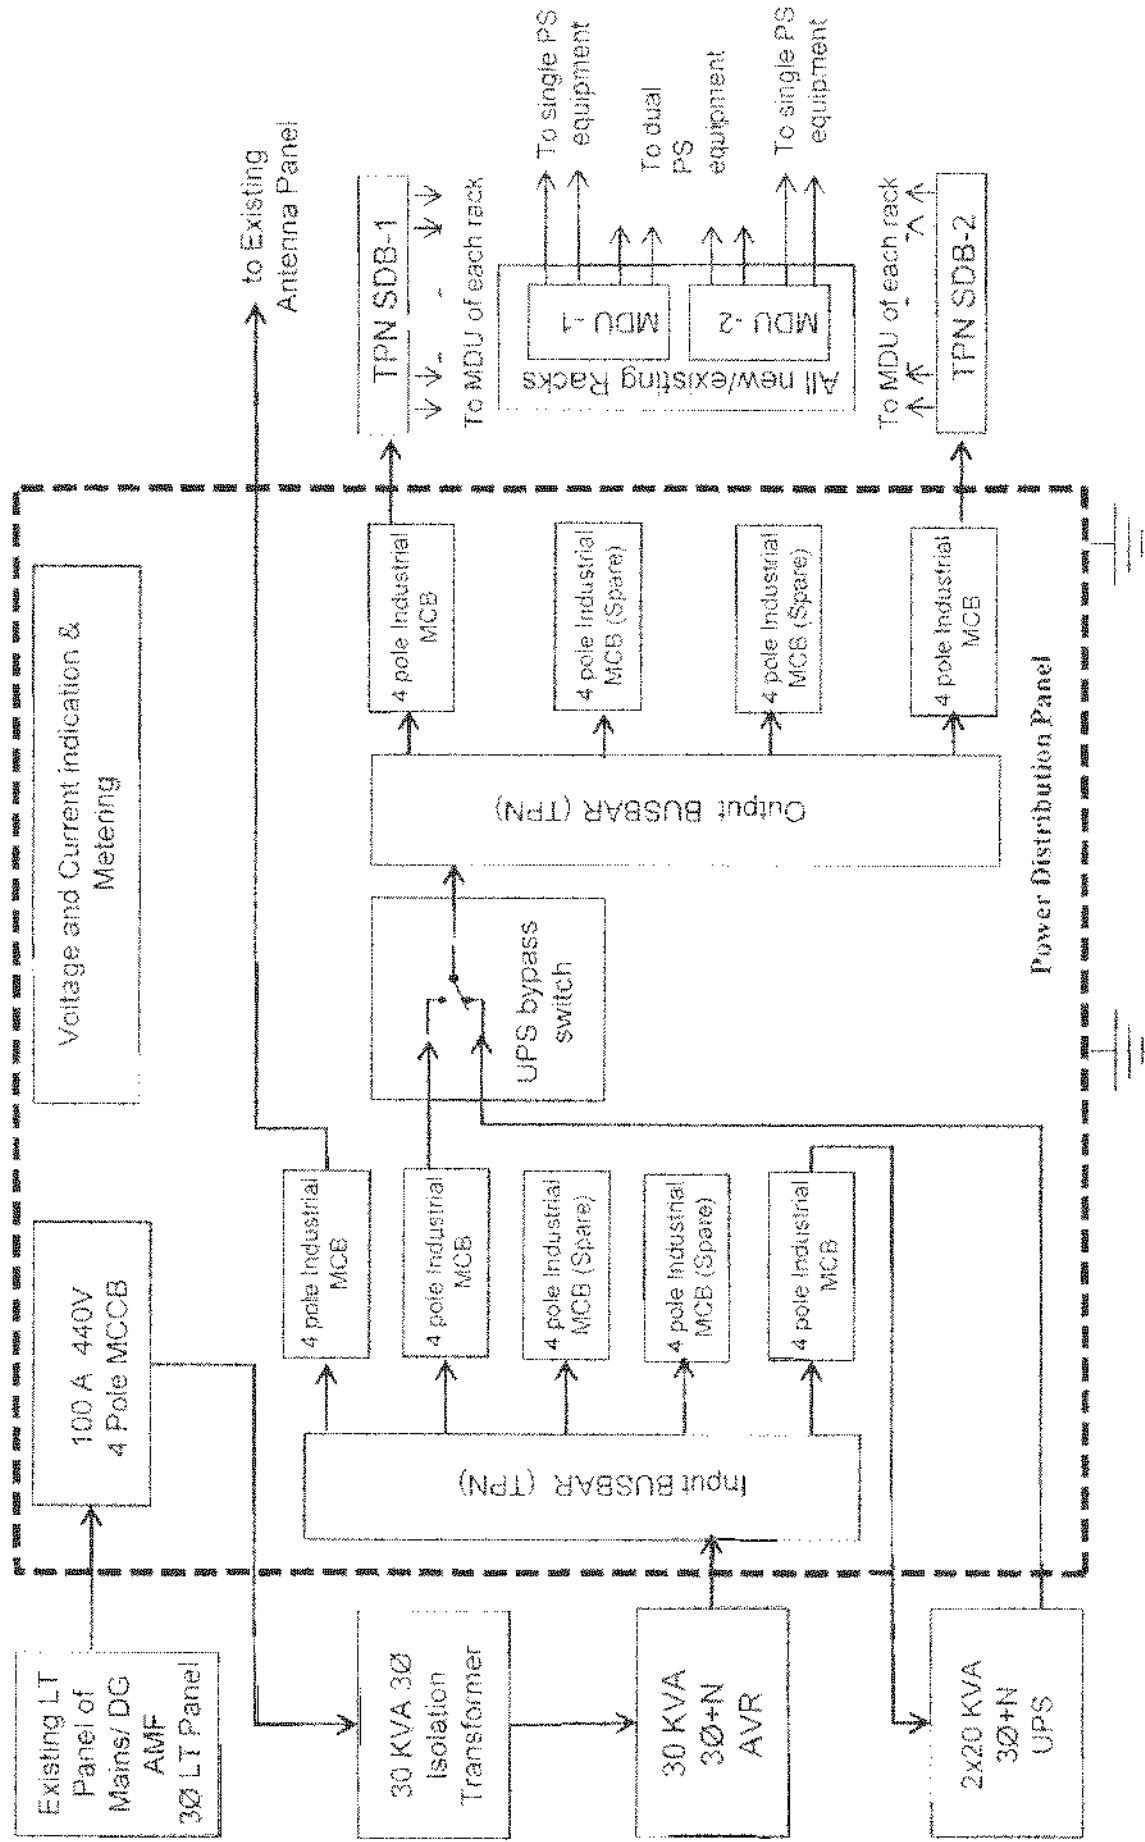 Existing LT
Panel of
Mains/ DG
AMF
3Ø LT Panel
100 A 440V
4 Pole MCCB
Voltage and Current indication &
Metering
to Existing
Antenna Panel
30 KVA 3Ø
Isolation
Transformer
30 KVA
3Ø+N
AVR
2x20 KVA
3Ø+N
UPS
Input BUSBAR (TPN)
4 pole Industrial
MCB
4 pole Industrial
MCB
4 pole Industrial
MCB (Spare)
4 pole Industrial
MCB (Spare)
4 pole Industrial
MCB
UPS bypass
switch
Output BUSBAR (TPN)
4 pole Industrial
MCB
4 pole Industrial
MCB (Spare)
4 pole Industrial
MCB (Spare)
4 pole Industrial
MCB
Power Distribution Panel
TPN SDB-1
To MDU of each rack
All new/existing Racks
MDU -1
MDU -2
To single PS
equipment
To dual
PS
equipment
To single PS
equipment
To MDU of each rack
TPN SDB-2